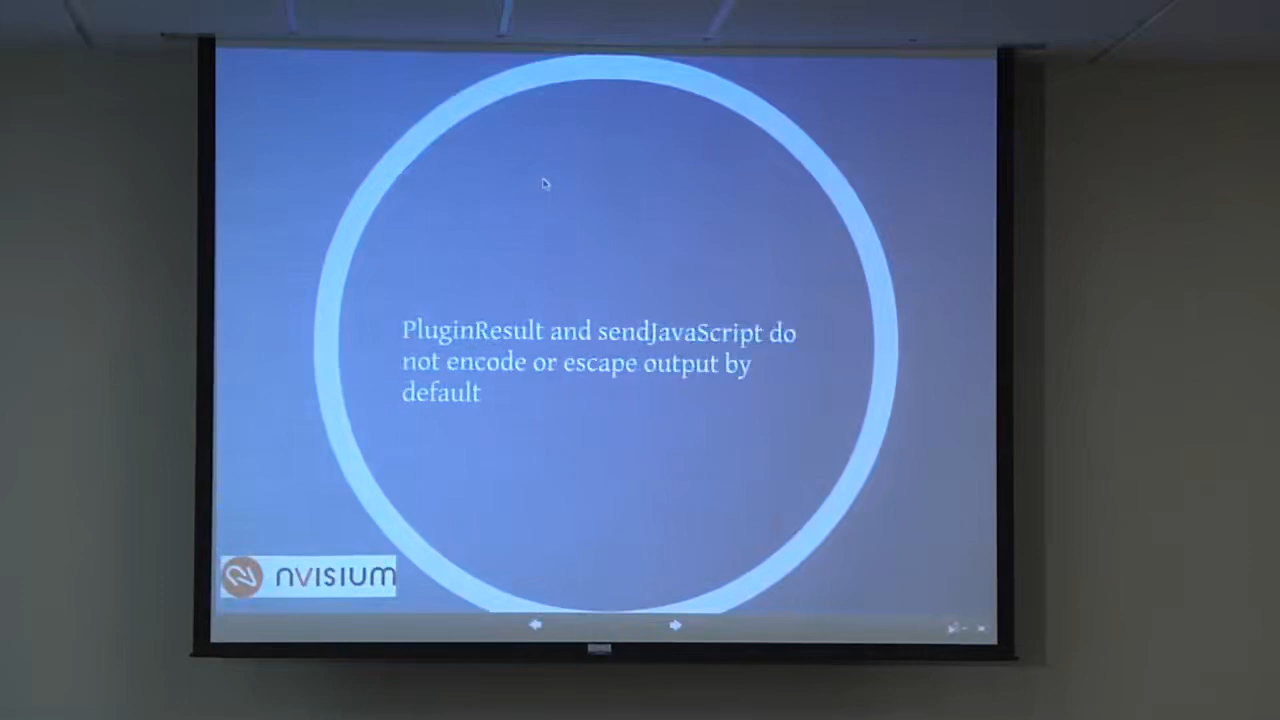 PluginResult and sendJavaScript do
not encode or escape output by
default
nVISIUM